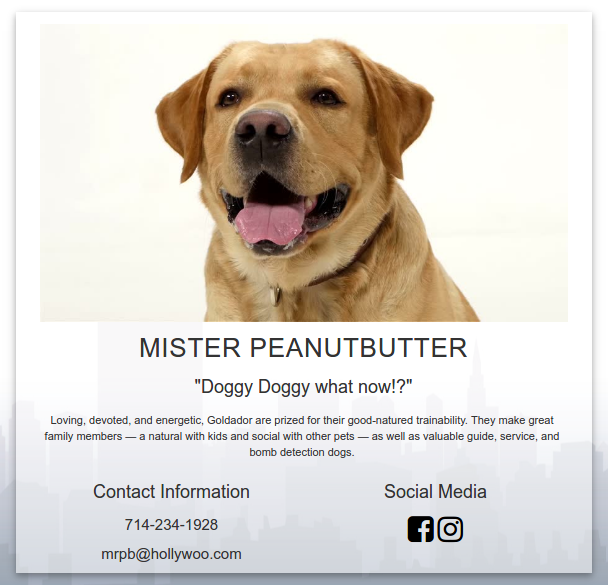 MISTER PEANUTBUTTER
"Doggy Doggy what now!?"
Loving, devoted, and energetic, Goldador are prized for their good-natured trainability. They make great
family members — a natural with kids and social with other pets — as well as valuable guide, service, and
bomb detection dogs.
Contact Information
714-234-1928
mrpb@hollywoo.com
Social Media